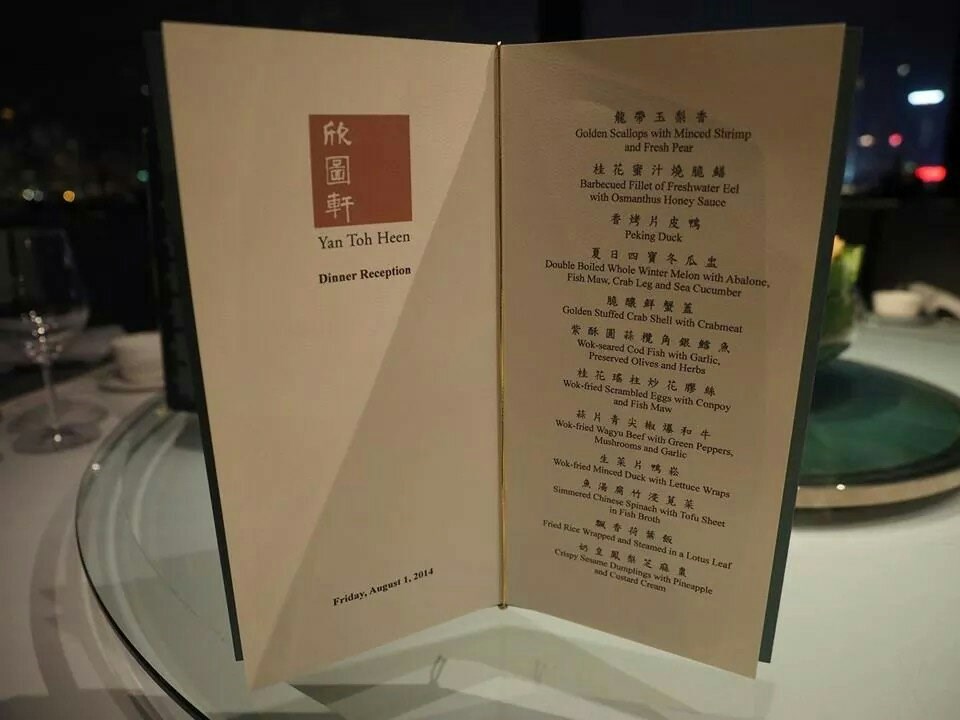 欣
圖
軒
Yan Toh Heen
Dinner Reception
Friday, August 1, 2014
龍帶玉梨香
Golden Scallops with Minced Shrimp
and Fresh Pear
桂花蜜汁燒脆鱔
Barbecued Fillet of Freshwater Eel
with Osmanthus Honey Sauce
香烤片皮鴨
Peking Duck
夏日四寶冬瓜盅
Double Boiled Whole Winter Melon with Abalone,
Fish Maw, Crab Leg and Sea Cucumber
脆釀鮮蟹蓋
Golden Stuffed Crab Shell with Crabmeat
紫酥圓蒜欖角銀鱈魚
Wok-seared Cod Fish with Garlic,
Preserved Olives and Herbs
桂花瑤柱炒花膠絲
Wok-fried Scrambled Eggs with Conpoy
and Fish Maw
蒜片青尖椒爆和牛
Wok-fried Wagyu Beef with Green Peppers,
Mushrooms and Garlic
生菜片鴨崧
Wok-fried Minced Duck with Lettuce Wraps
魚湯腐竹浸莧菜
Simmered Chinese Spinach with Tofu Sheet
in Fish Broth
飄香荷葉飯
Fried Rice Wrapped and Steamed in a Lotus Leaf
奶皇鳳梨芝麻棗
Crispy Sesame Dumplings with Pineapple
and Custard Cream